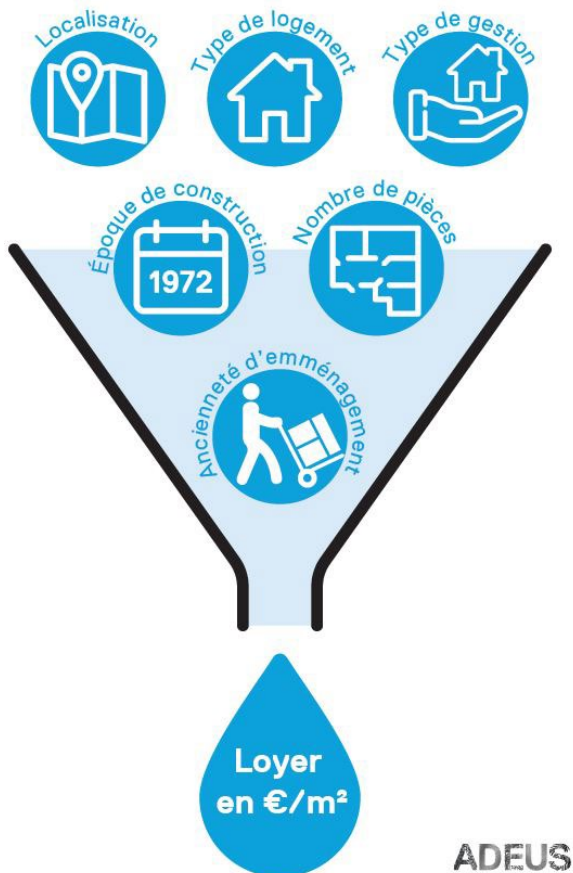 Localisation
Type de logement
Type de gestion
Époque de construction
1972
Nombre de pièces
Ancienneté d'emménagement
Loyer
en €/m²
ADEUS